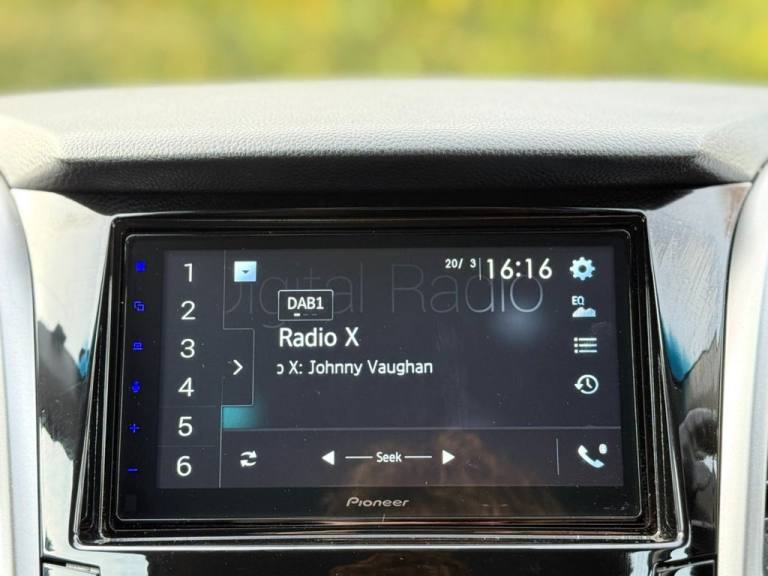 1
2
3
4
5
6
20/ 3 16:16
Digital Radio
DAB1
Radio X
o X: Johnny Vaughan
EQ
Seek
Pioneer